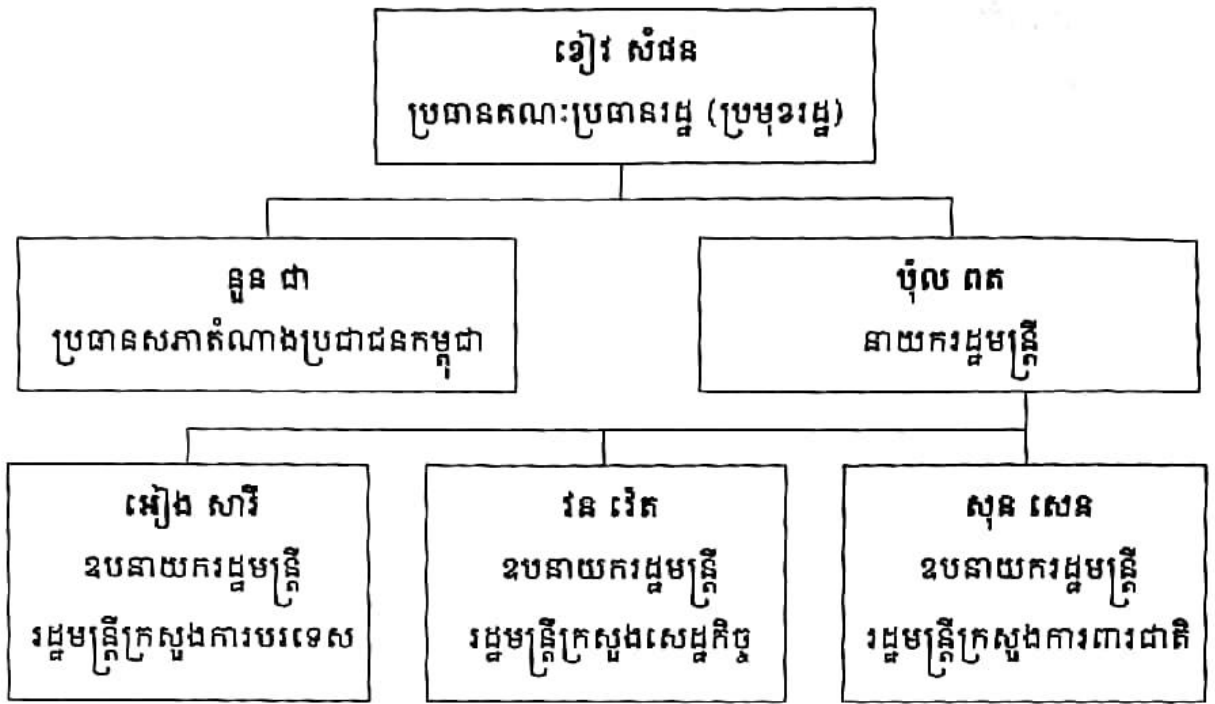 ខៀវ សំផន
ប្រធានគណៈប្រធានរដ្ឋ (ប្រមុខរដ្ឋ)
នួន ជា
ប្រធានសភាតំណាងប្រជាជនកម្ពុជា
ប៉ុល ពត
នាយករដ្ឋមន្ត្រី
អៀង សារី
ឧបនាយករដ្ឋមន្ត្រី
រដ្ឋមន្ត្រីក្រសួងការបរទេស
វន វ៉េត
ឧបនាយករដ្ឋមន្ត្រី
រដ្ឋមន្ត្រីក្រសួងសេដ្ឋកិច្ច
សុន សេន
ឧបនាយករដ្ឋមន្ត្រី
រដ្ឋមន្ត្រីក្រសួងការពារជាតិ